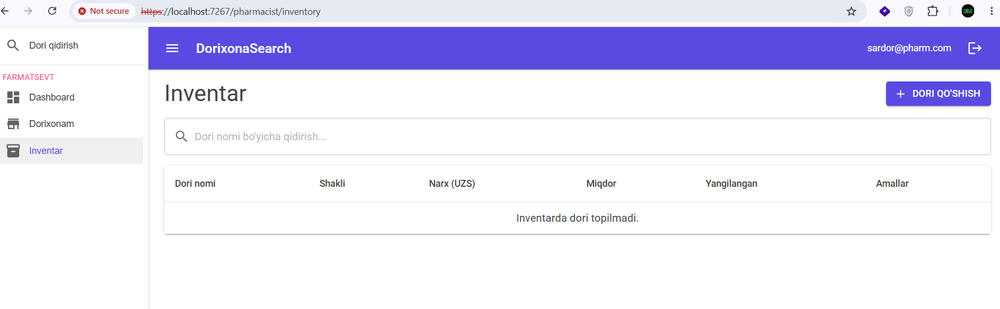 Not secure https://localhost:7267/pharmacist/inventory
Dori qidirish
FARMATSEVT
Dashboard
Dorixonam
Inventar
DorixonaSearch sardor@pharm.com
Inventar
DORI QO'SHISH
Dori nomi bo'yicha qidirish...
Dori nomi Shakli Narx (UZS) Miqdor Yangilangan Amallar
Inventarda dori topilmadi.